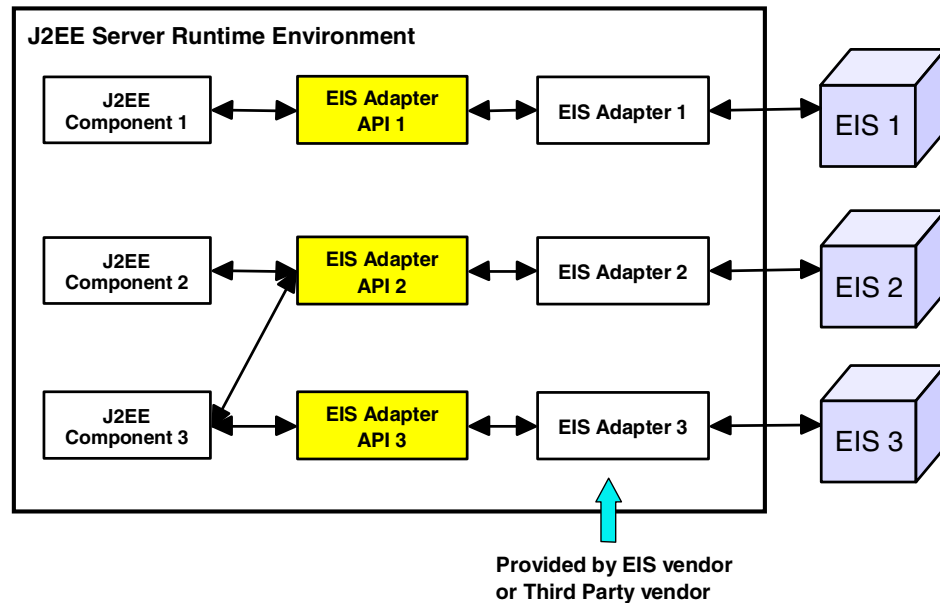 J2EE Server Runtime Environment
J2EE
Component 1
EIS Adapter
API 1
EIS Adapter 1
EIS 1
J2EE
Component 2
EIS Adapter
API 2
EIS Adapter 2
EIS 2
J2EE
Component 3
EIS Adapter
API 3
EIS Adapter 3
EIS 3
Provided by EIS vendor
or Third Party vendor